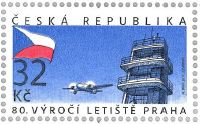 ČESKÁ REPUBLIKA
32
Kč
80. VÝROČÍ LETIŠTĚ PRAHA